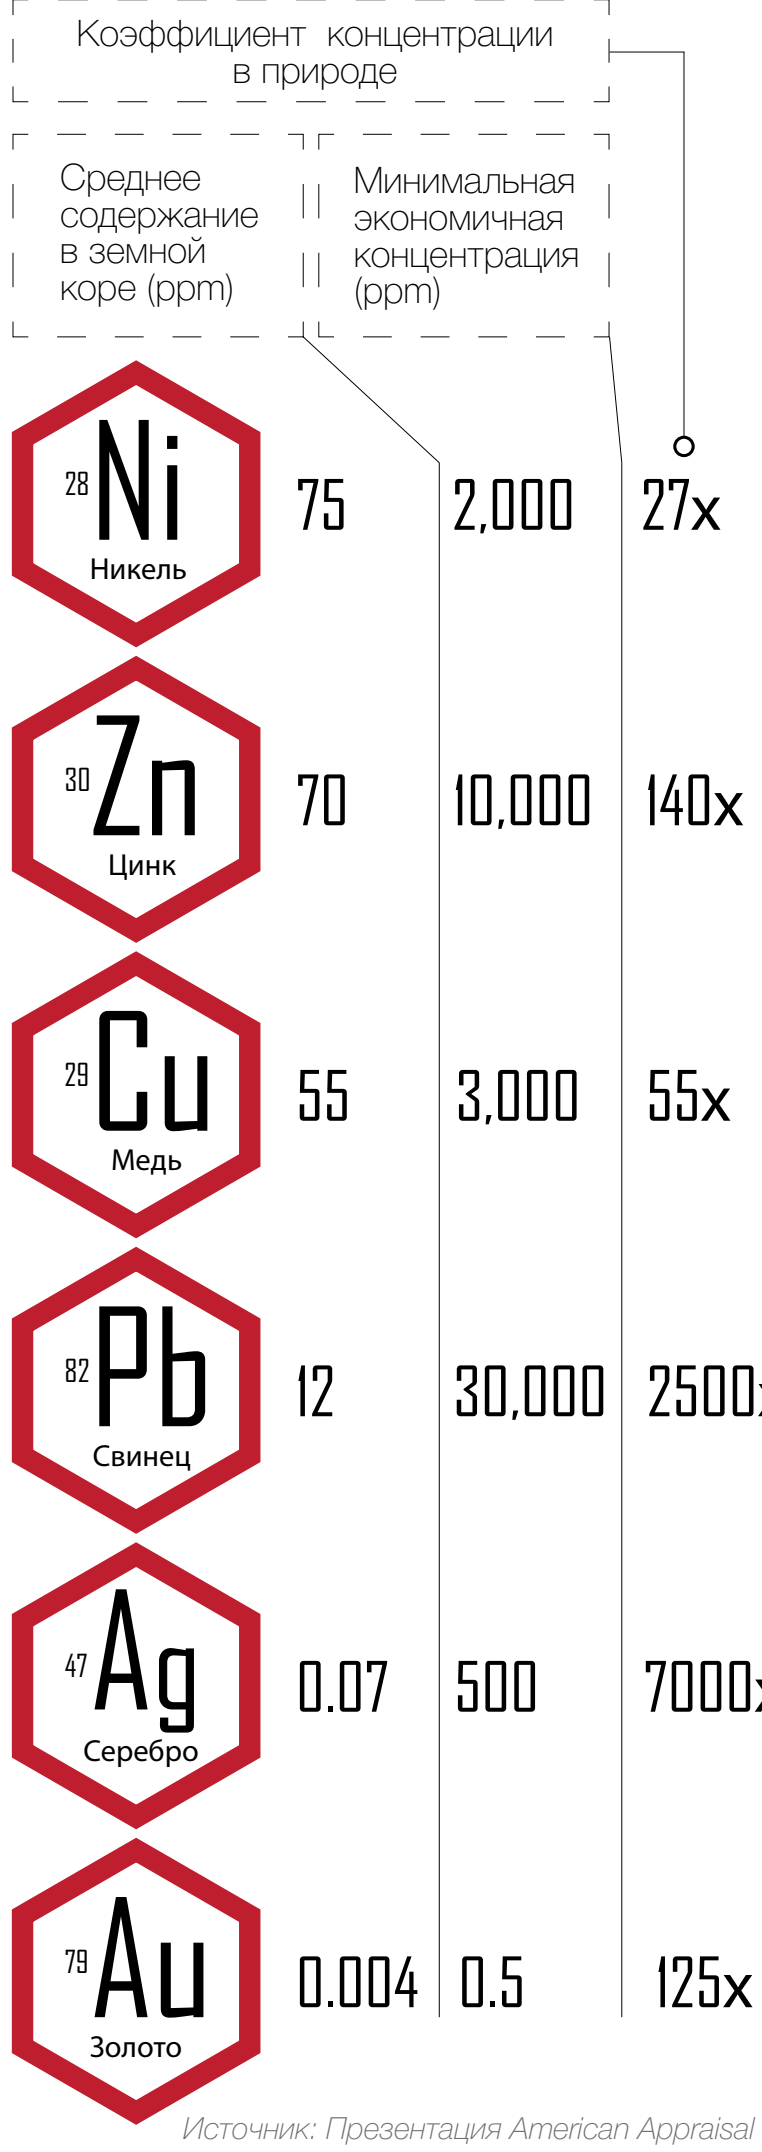 Коэффициент концентрации
в природе
Среднее
содержание
в земной
коре (ppm)
Минимальная
экономичная
концентрация
(ppm)
28 Ni
Никель
75 2,000 27x
30 Zn
Цинк
70 10,000 140x
29 Cu
Медь
55 3,000 55x
82 Pb
Свинец
12 30,000 2500x
47 Ag
Серебро
0.07 500 7000x
79 Au
Золото
0.004 0.5 125x
Источник: Презентация American Appraisal